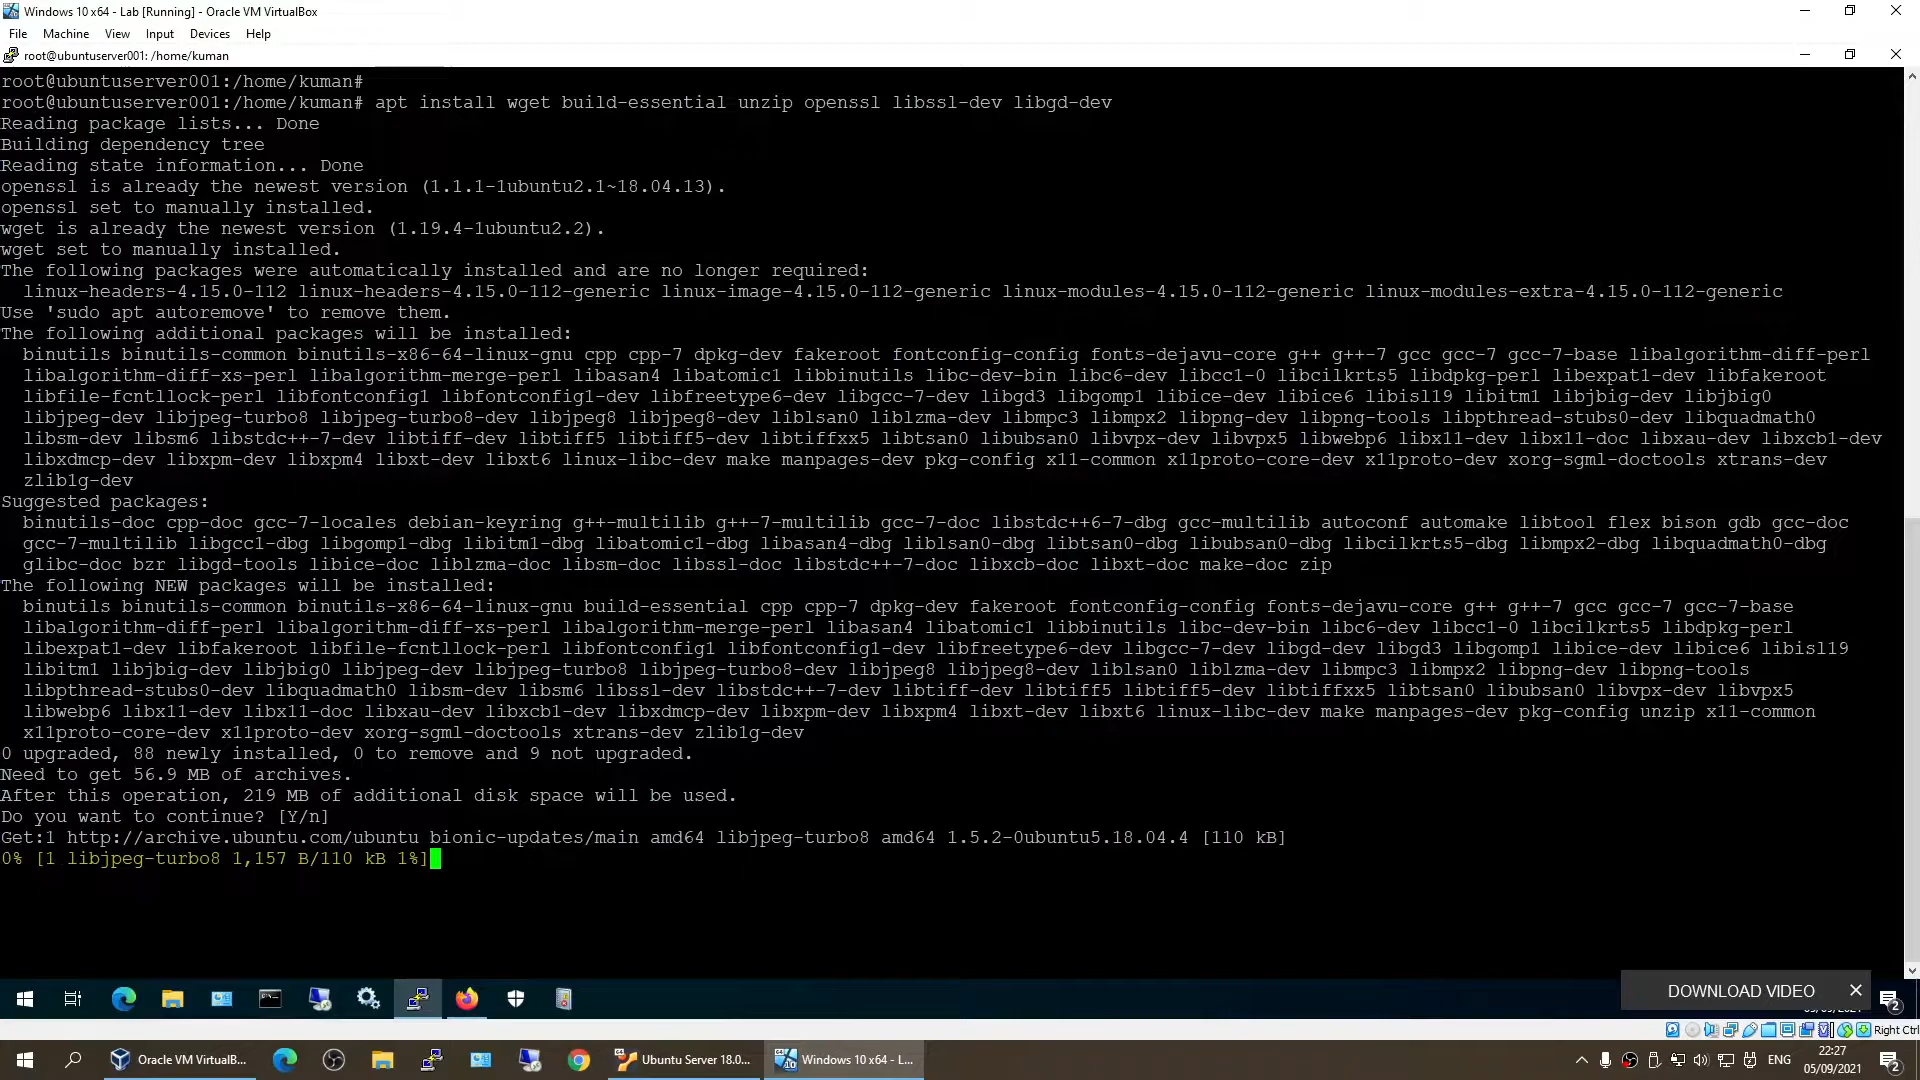 Windows 10 x64 - Lab [Running] - Oracle VM VirtualBox
File Machine View Input Devices Help
root@ubuntuserver001: /home/kuman
root@ubuntuserver001:/home/kuman#
root@ubuntuserver001:/home/kuman# apt install wget build-essential unzip openssl libssl-dev libgd-dev
Reading package lists... Done
Building dependency tree
Reading state information... Done
openssl is already the newest version (1.1.1-1ubuntu2.1~18.04.13).
openssl set to manually installed.
wget is already the newest version (1.19.4-1ubuntu2.2).
wget set to manually installed.
The following packages were automatically installed and are no longer required:
linux-headers-4.15.0-112 linux-headers-4.15.0-112-generic linux-image-4.15.0-112-generic linux-modules-4.15.0-112-generic linux-modules-extra-4.15.0-112-generic
Use 'sudo apt autoremove' to remove them.
The following additional packages will be installed:
binutils binutils-common binutils-x86-64-linux-gnu cpp cpp-7 dpkg-dev fakeroot fontconfig-config fonts-dejavu-core g++ g++-7 gcc gcc-7 gcc-7-base libalgorithm-diff-perl
libalgorithm-diff-xs-perl libalgorithm-merge-perl libasan4 libatomic1 libbinutils libc-dev-bin libc6-dev libcc1-0 libcilkrts5 libdpkg-perl libexpat1-dev libfakeroot
libfile-fcntllock-perl libfontconfig1 libfontconfig1-dev libfreetype6-dev libgcc-7-dev libgd3 libgomp1 libice-dev libice6 libisl19 libitm1 libjbig-dev libjbig0
libjpeg-dev libjpeg-turbo8 libjpeg-turbo8-dev libjpeg8 libjpeg8-dev liblsan0 liblzma-dev libmpc3 libmpx2 libpng-dev libpng-tools libpthread-stubs0-dev libquadmath0
libsm-dev libsm6 libstdc++-7-dev libtiff-dev libtiff5 libtiff5-dev libtiffxx5 libtsan0 libubsan0 libvpx-dev libvpx5 libwebp6 libx11-dev libx11-doc libxau-dev libxcb1-dev
libxdmcp-dev libxpm-dev libxpm4 libxt-dev libxt6 linux-libc-dev make manpages-dev pkg-config x11-common x11proto-core-dev x11proto-dev xorg-sgml-doctools xtrans-dev
zlib1g-dev
Suggested packages:
binutils-doc cpp-doc gcc-7-locales debian-keyring g++-multilib g++-7-multilib gcc-7-doc libstdc++6-7-dbg gcc-multilib autoconf automake libtool flex bison gdb gcc-doc
gcc-7-multilib libgcc1-dbg libgomp1-dbg libitm1-dbg libatomic1-dbg libasan4-dbg liblsan0-dbg libtsan0-dbg libubsan0-dbg libcilkrts5-dbg libmpx2-dbg libquadmath0-dbg
glibc-doc bzr libgd-tools libice-doc liblzma-doc libsm-doc libssl-doc libstdc++-7-doc libxcb-doc libxt-doc make-doc zip
The following NEW packages will be installed:
binutils binutils-common binutils-x86-64-linux-gnu build-essential cpp cpp-7 dpkg-dev fakeroot fontconfig-config fonts-dejavu-core g++ g++-7 gcc gcc-7 gcc-7-base
libalgorithm-diff-perl libalgorithm-diff-xs-perl libalgorithm-merge-perl libasan4 libatomic1 libbinutils libc-dev-bin libc6-dev libcc1-0 libcilkrts5 libdpkg-perl
libexpat1-dev libfakeroot libfile-fcntllock-perl libfontconfig1 libfontconfig1-dev libfreetype6-dev libgcc-7-dev libgd-dev libgd3 libgomp1 libice-dev libice6 libisl19
libitm1 libjbig-dev libjbig0 libjpeg-dev libjpeg-turbo8 libjpeg-turbo8-dev libjpeg8 libjpeg8-dev liblsan0 liblzma-dev libmpc3 libmpx2 libpng-dev libpng-tools
libpthread-stubs0-dev libquadmath0 libsm-dev libsm6 libssl-dev libstdc++-7-dev libtiff-dev libtiff5 libtiff5-dev libtiffxx5 libtsan0 libubsan0 libvpx-dev libvpx5
libwebp6 libx11-dev libx11-doc libxau-dev libxcb1-dev libxdmcp-dev libxpm-dev libxpm4 libxt-dev libxt6 linux-libc-dev make manpages-dev pkg-config unzip x11-common
x11proto-core-dev x11proto-dev xorg-sgml-doctools xtrans-dev zlib1g-dev
0 upgraded, 88 newly installed, 0 to remove and 9 not upgraded.
Need to get 56.9 MB of archives.
After this operation, 219 MB of additional disk space will be used.
Do you want to continue? [Y/n]
Get:1 http://archive.ubuntu.com/ubuntu bionic-updates/main amd64 libjpeg-turbo8 amd64 1.5.2-0ubuntu5.18.04.4 [110 kB]
0% [1 libjpeg-turbo8 1,157 B/110 kB 1%]
DOWNLOAD VIDEO
2
Right Ctrl
Oracle VM VirtualB...
Ubuntu Server 18.0...
Windows 10 x64 - L...
ENG
22:27
05/09/2021
2